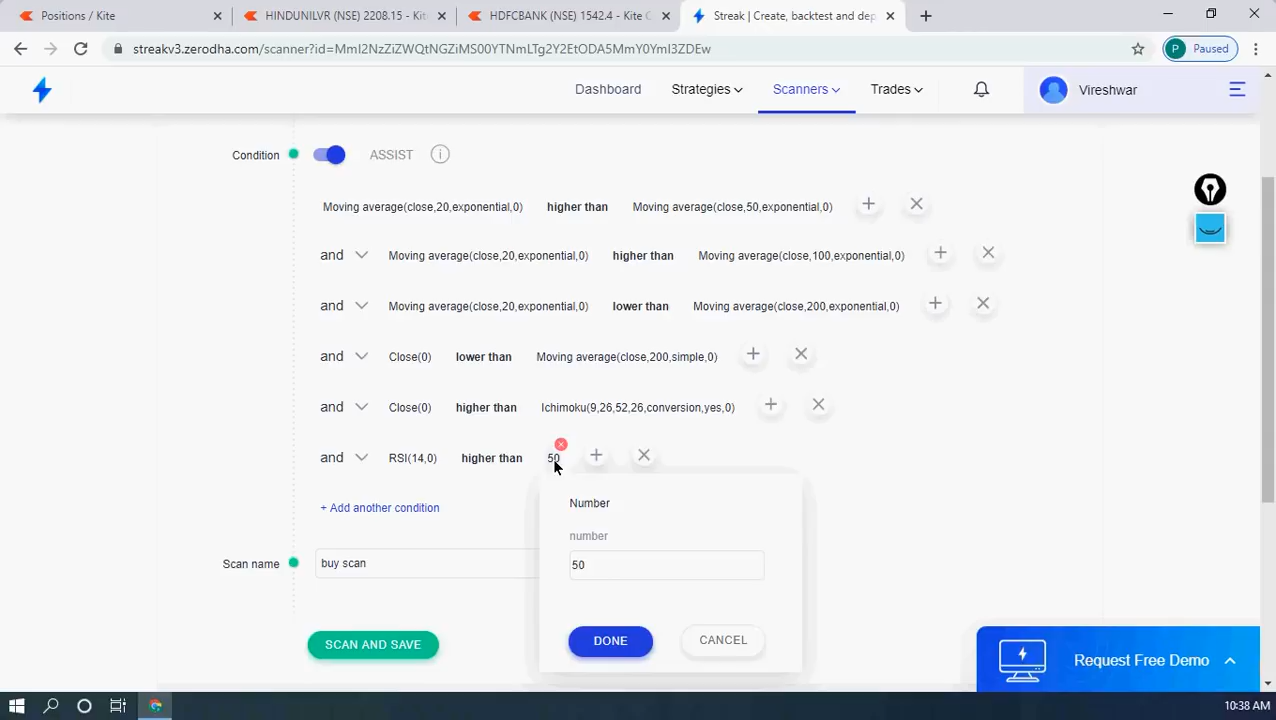 Positions / Kite
HINDUNILVR (NSE) 2208.15 - Kite
HDFCBANK (NSE) 1542.4 - Kite C
Streak | Create, backtest and dep
streakv3.zerodha.com/scanner?id=MmI2NzZiZWQtNGZiMS00YTNmLTg2Y2EtODA5MmY0YmI3ZDEw
P Paused
Dashboard Strategies Scanners Trades Vireshwar
Condition ASSIST i
Moving average(close,20,exponential,0) higher than Moving average(close,50,exponential,0) + ×
and Moving average(close,20,exponential,0) higher than Moving average(close,100,exponential,0) + ×
and Moving average(close,20,exponential,0) lower than Moving average(close,200,exponential,0) + ×
and Close(0) lower than Moving average(close,200,simple,0) + ×
and Close(0) higher than Ichimoku(9,26,52,26,conversion,yes,0) + ×
and RSI(14,0) higher than 50 + ×
+ Add another condition
Number
number
50
DONE CANCEL
Scan name buy scan
SCAN AND SAVE
Request Free Demo
10:38 AM